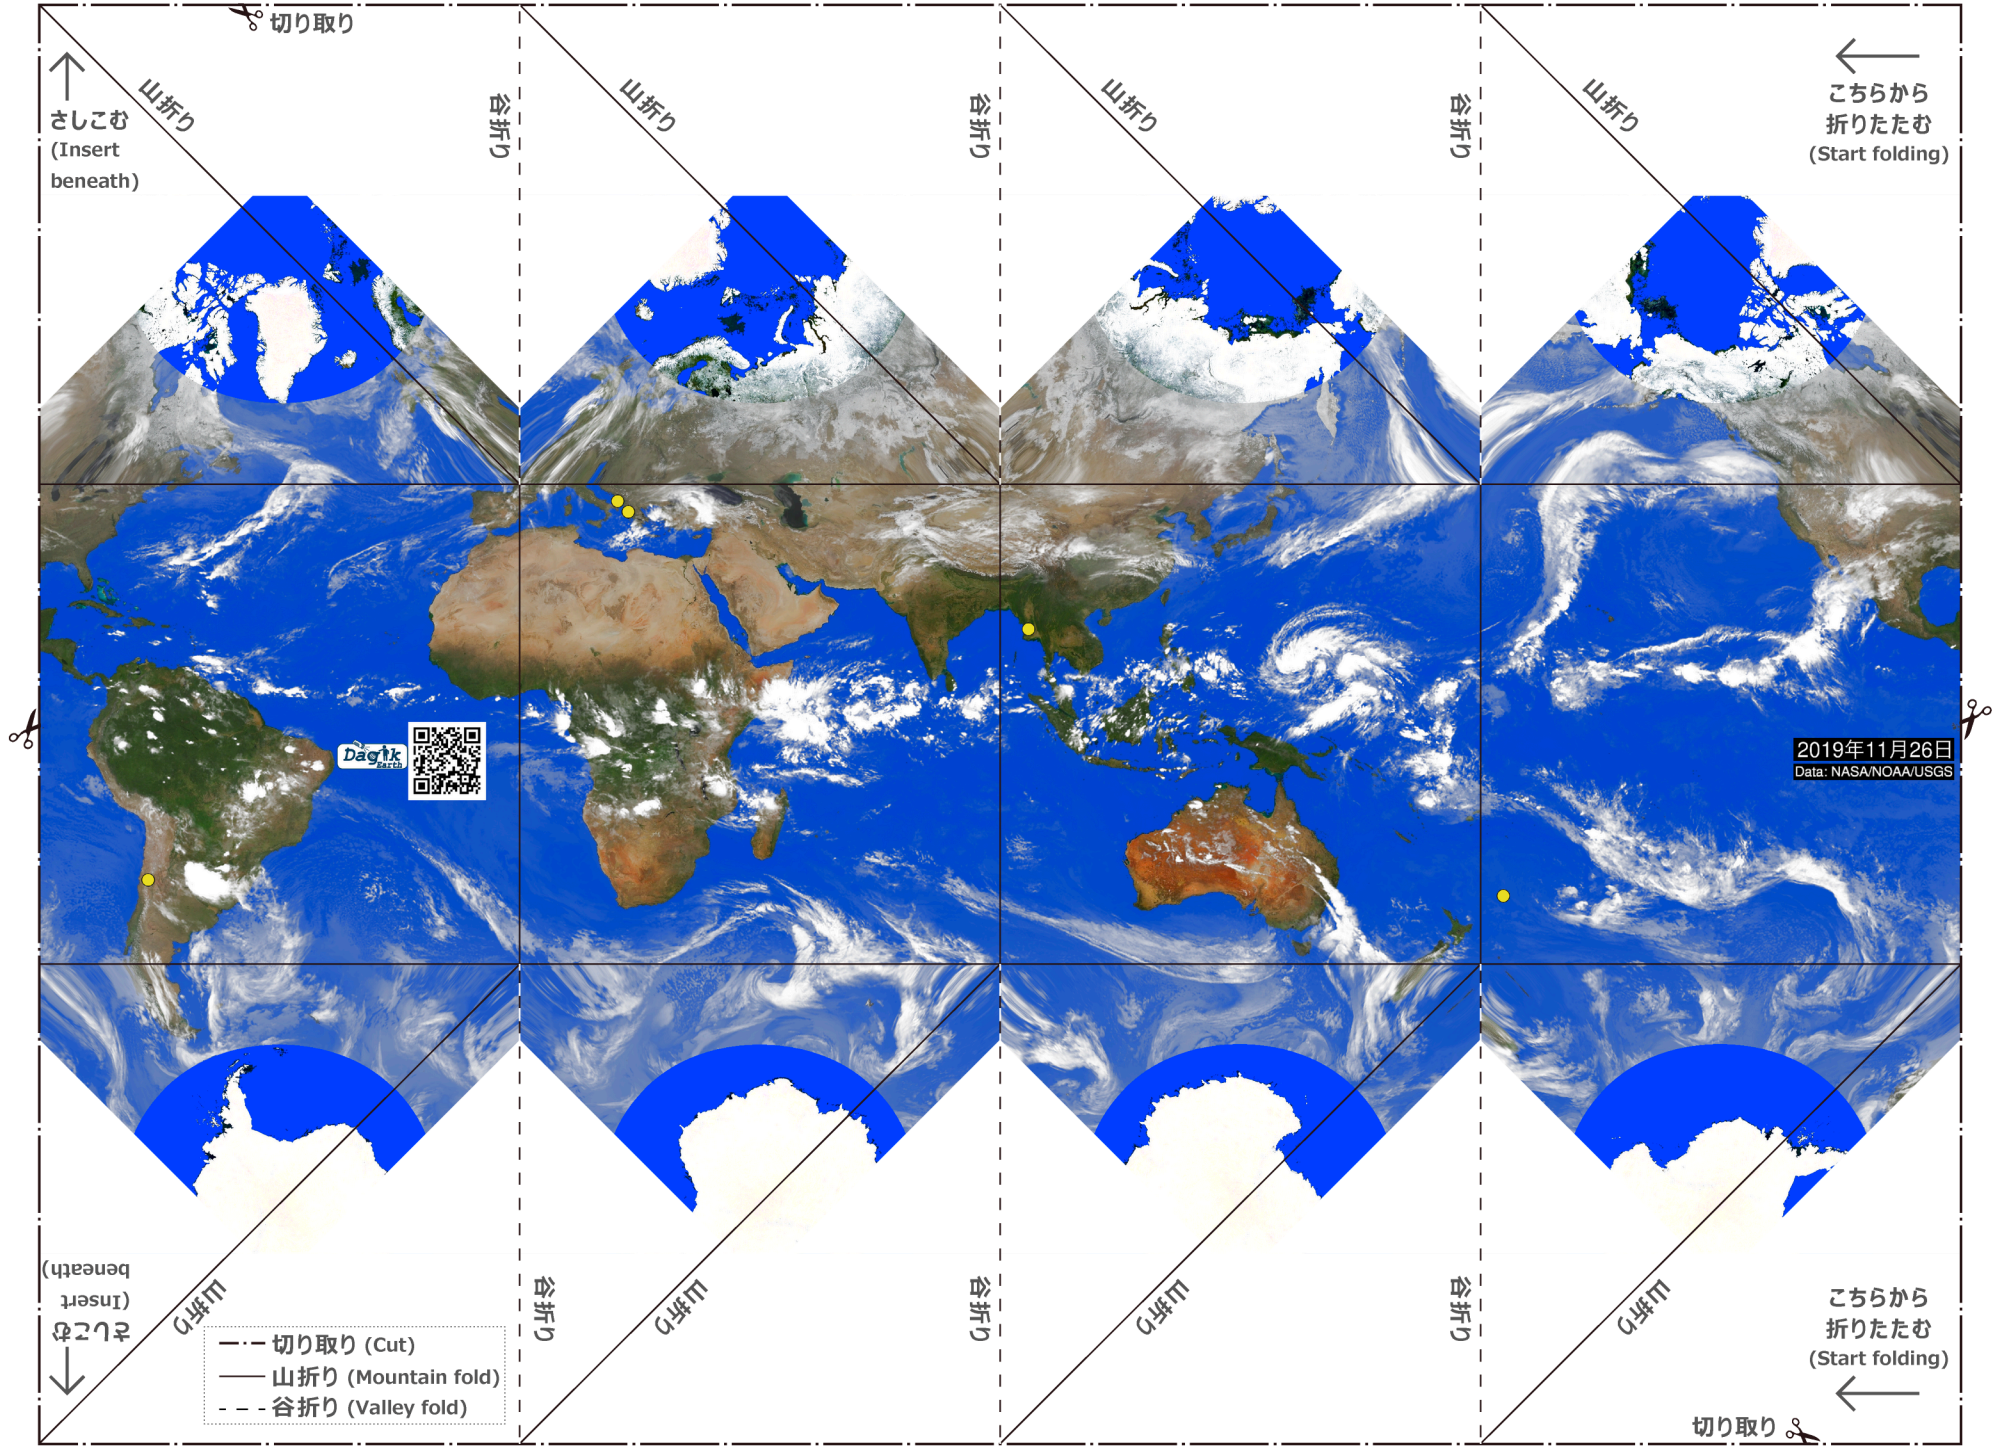 切り取り
さしこむ
(Insert
beneath)
山折り
谷折り
山折り
谷折り
山折り
谷折り
山折り
こちらから
折りたたむ
(Start folding)
Dagik
Earth
2019年11月26日
Data: NASA/NOAA/USGS
さしこむ
(Insert
beneath)
山折り
谷折り
山折り
谷折り
山折り
谷折り
山折り
こちらから
折りたたむ
(Start folding)
切り取り (Cut)
山折り (Mountain fold)
谷折り (Valley fold)
切り取り